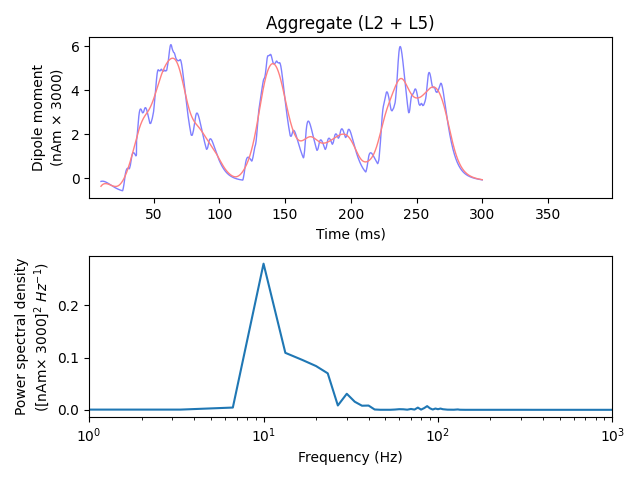 Aggregate (L2 + L5)
Dipole moment
(nAm × 3000)
6
4
2
0
50 100 150 200 250 300 350
Time (ms)
Power spectral density
([nAm× 3000]² Hz⁻¹)
0.2
0.1
0.0
10⁰ 10¹ 10² 10³
Frequency (Hz)